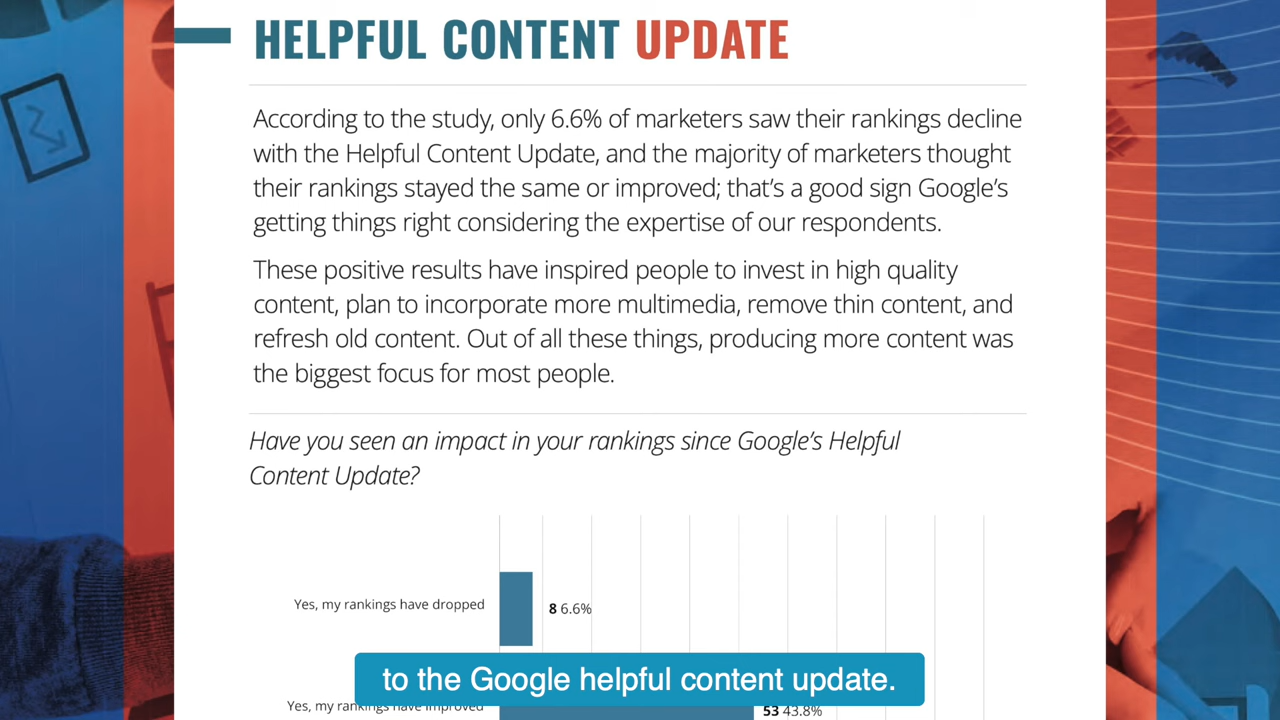 HELPFUL CONTENT UPDATE
According to the study, only 6.6% of marketers saw their rankings decline
with the Helpful Content Update, and the majority of marketers thought
their rankings stayed the same or improved; that’s a good sign Google’s
getting things right considering the expertise of our respondents.
These positive results have inspired people to invest in high quality
content, plan to incorporate more multimedia, remove thin content, and
refresh old content. Out of all these things, producing more content was
the biggest focus for most people.
Have you seen an impact in your rankings since Google’s Helpful
Content Update?
Yes, my rankings have dropped
8 6.6%
to the Google helpful content update.
Yes, my rankings have improved
53 43.8%